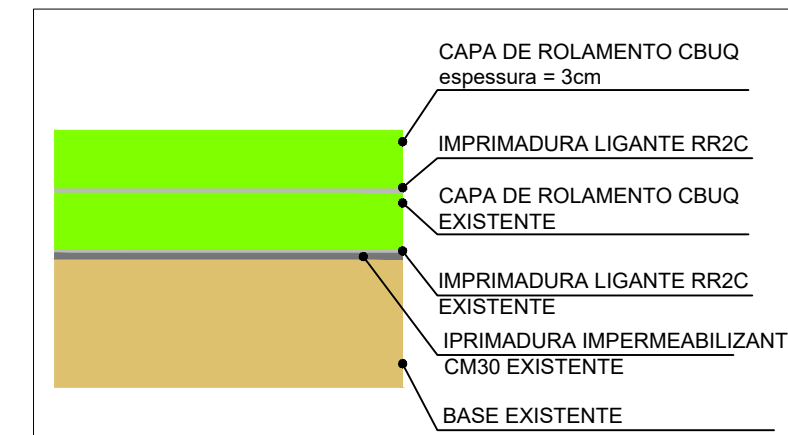 CAPA DE ROLAMENTO CBUQ
espessura = 3cm
IMPRIMADURA LIGANTE RR2C
CAPA DE ROLAMENTO CBUQ
EXISTENTE
IMPRIMADURA LIGANTE RR2C
EXISTENTE
IPRIMADURA IMPERMEABILIZANT
CM30 EXISTENTE
BASE EXISTENTE